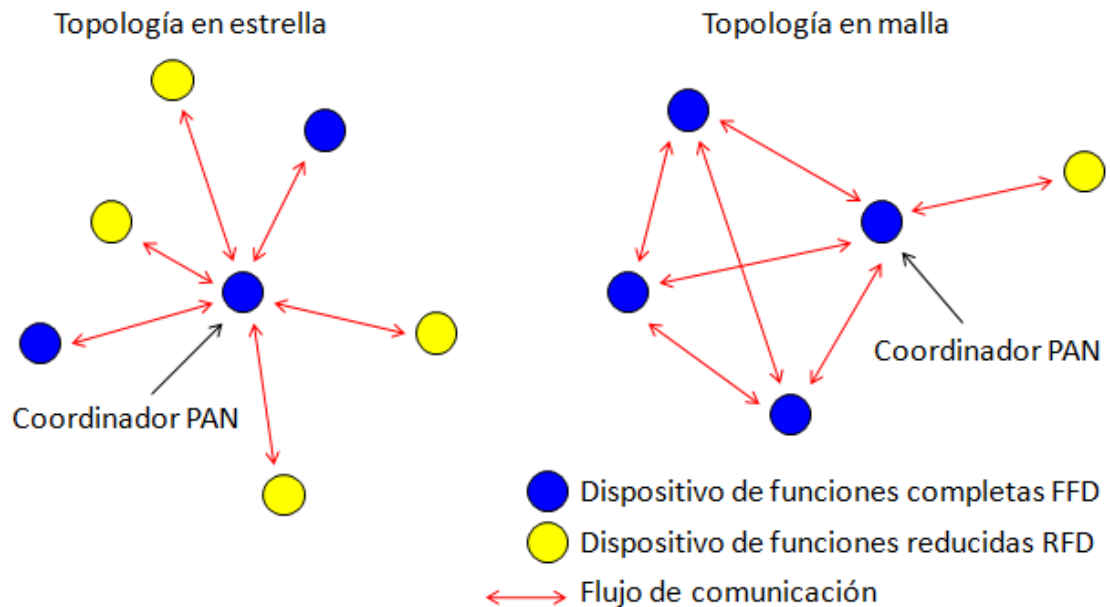 Topología en estrella
Topología en malla
Coordinador PAN
Coordinador PAN
Dispositivo de funciones completas FFD
Dispositivo de funciones reducidas RFD
Flujo de comunicación